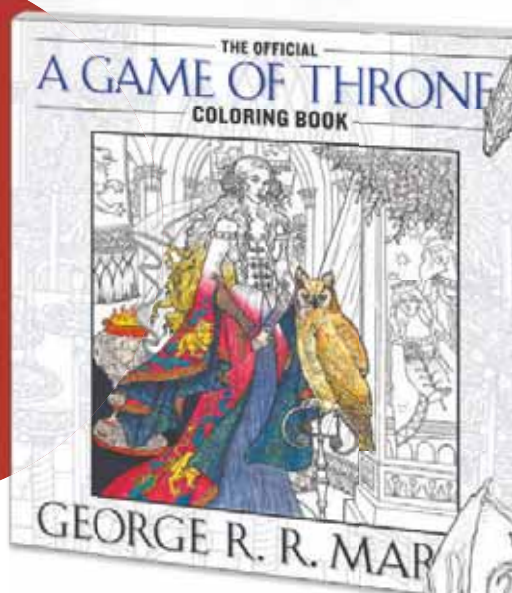 THE OFFICIAL
A GAME OF THRONE
COLORING BOOK
GEORGE R. R. MAR